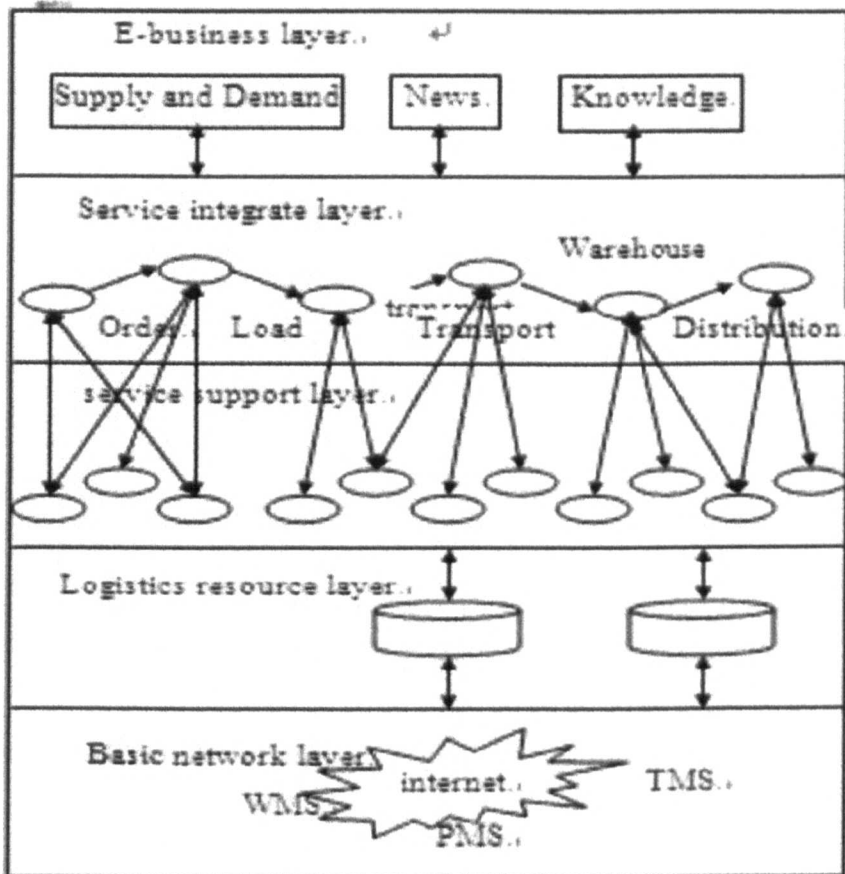 E-business layer.
Supply and Demand
News.
Knowledge.
Service integrate layer.
Warehouse
transport
Order. Load Transport Distribution
service support layer.
Logistics resource layer.
Basic network layer
internet.
TMS.
WMS.
PMS.